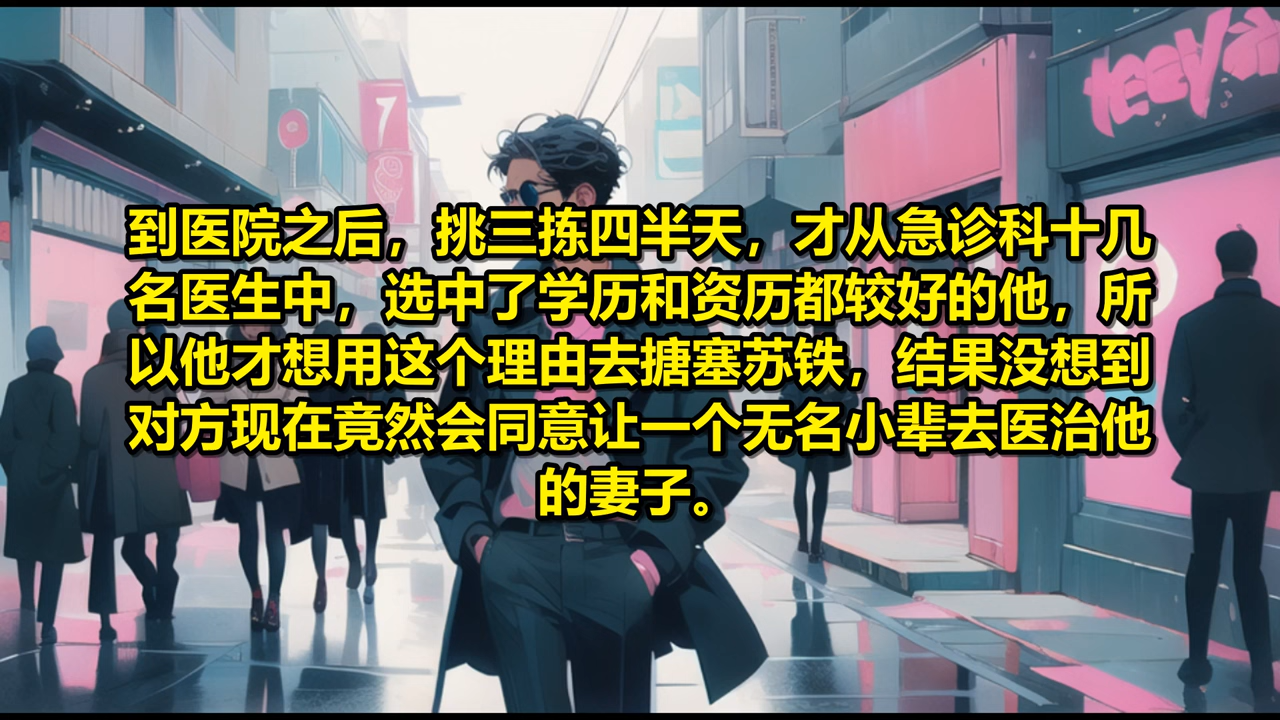 到医院之后，挑三拣四半天，才从急诊科十几
名医生中，选中了学历和资历都较好的他，所
以他才想用这个理由去搪塞苏铁，结果没想到
对方现在竟然会同意让一个无名小辈去医治他
的妻子。
7